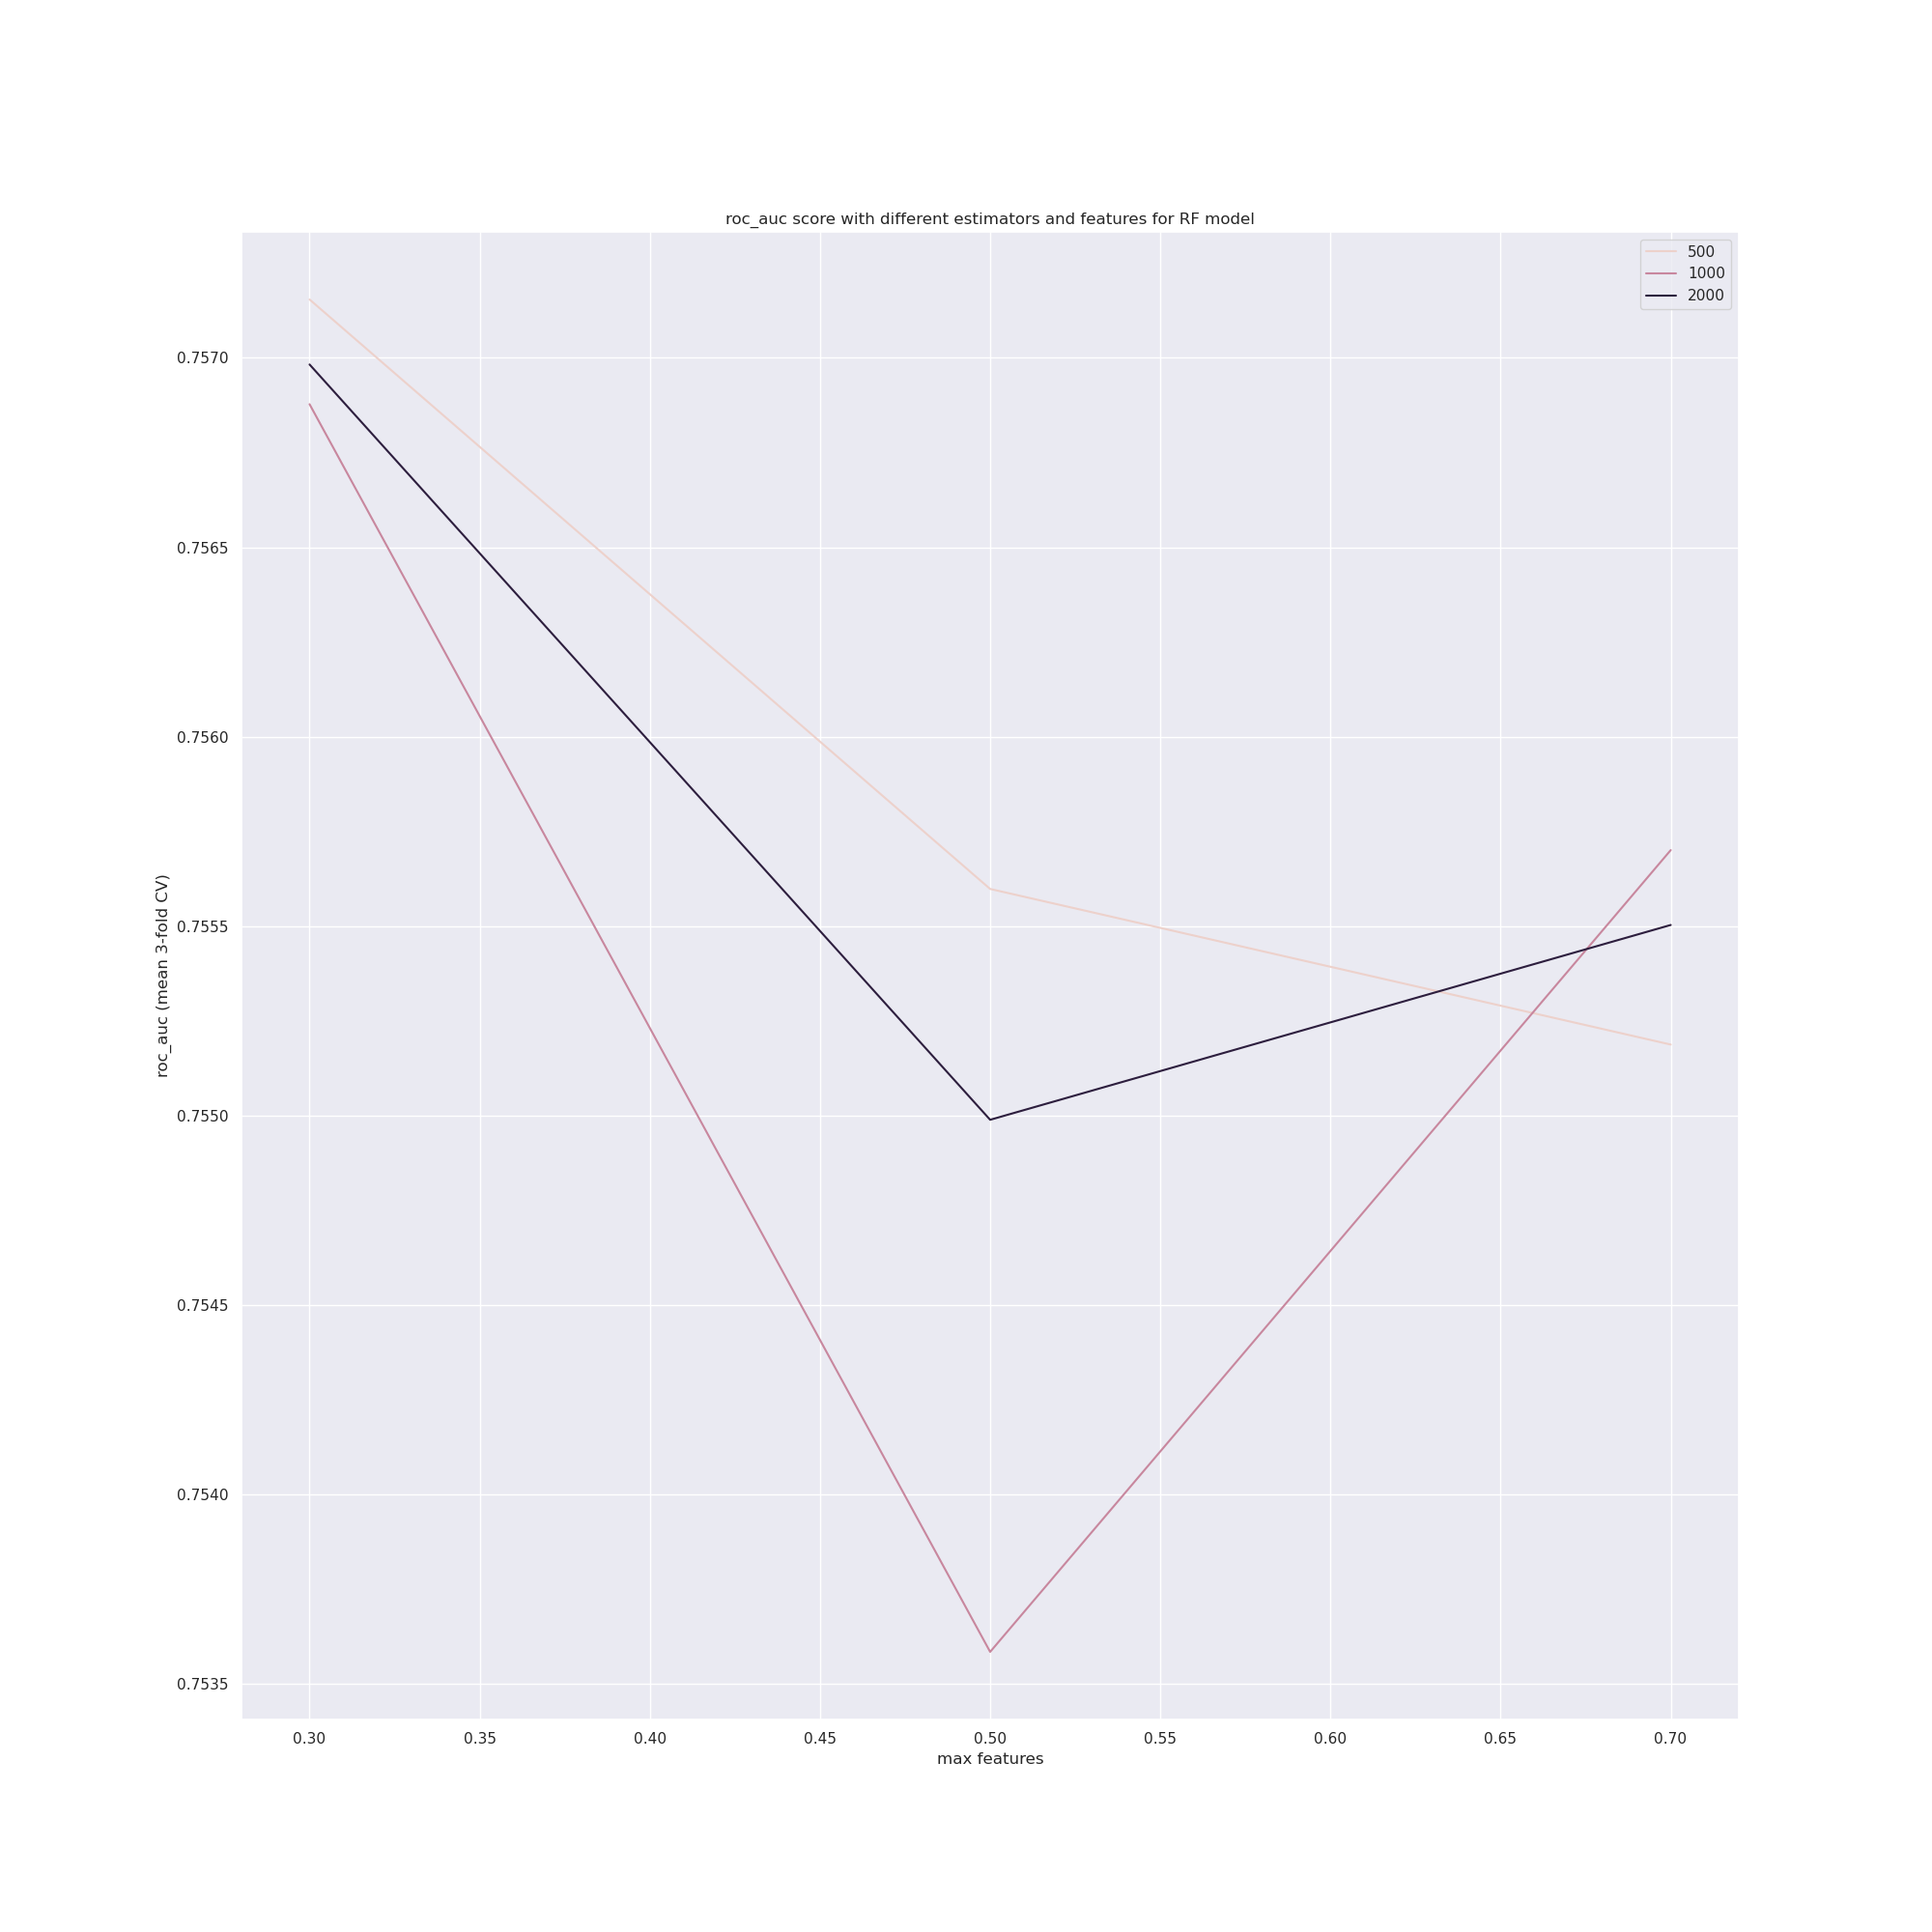 roc_auc score with different estimators and features for RF model
500
1000
2000
roc_auc (mean 3-fold CV)
0.7570
0.7565
0.7560
0.7555
0.7550
0.7545
0.7540
0.7535
0.30 0.35 0.40 0.45 0.50 0.55 0.60 0.65 0.70
max features